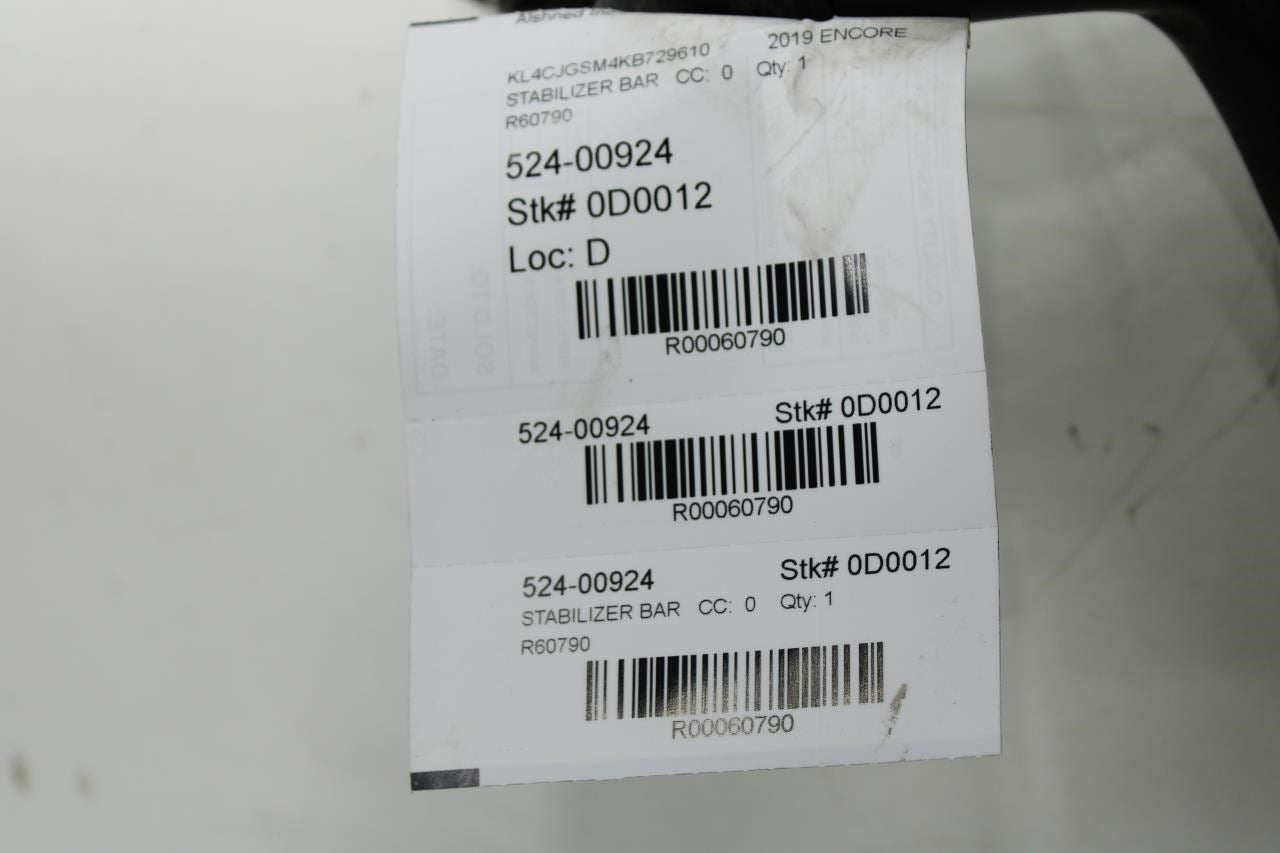 KL4CJGSM4KB729610 2019 ENCORE
STABILIZER BAR CC: 0 Qty: 1
R60790
524-00924
Stk# 0D0012
Loc: D
R00060790
524-00924 Stk# 0D0012
R00060790
524-00924 Stk# 0D0012
STABILIZER BAR CC: 0 Qty: 1
R60790
R00060790